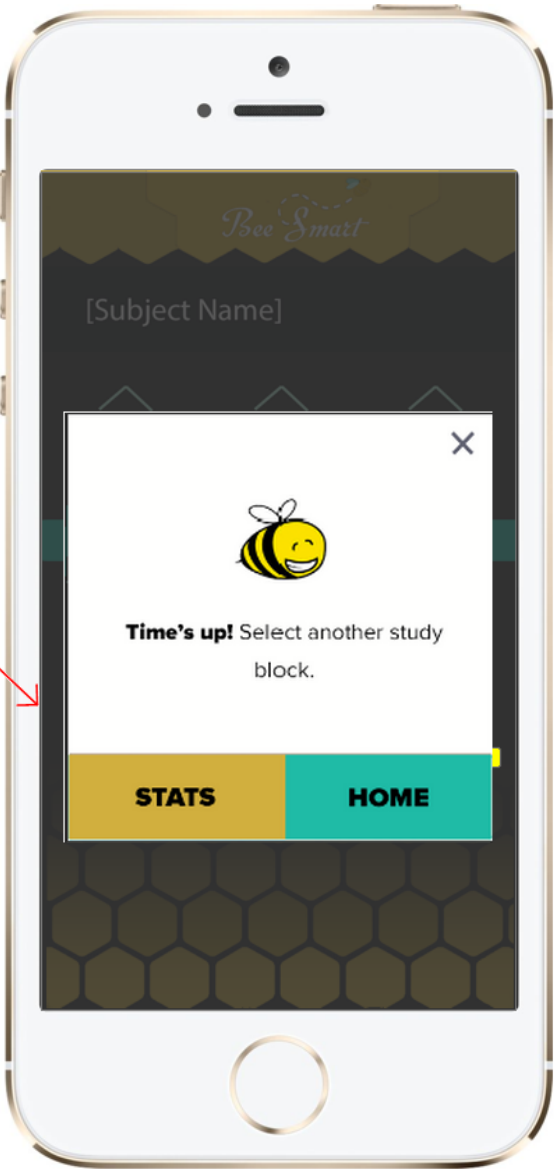 Bee Smart
[Subject Name]
Time's up! Select another study
block.
STATS
HOME